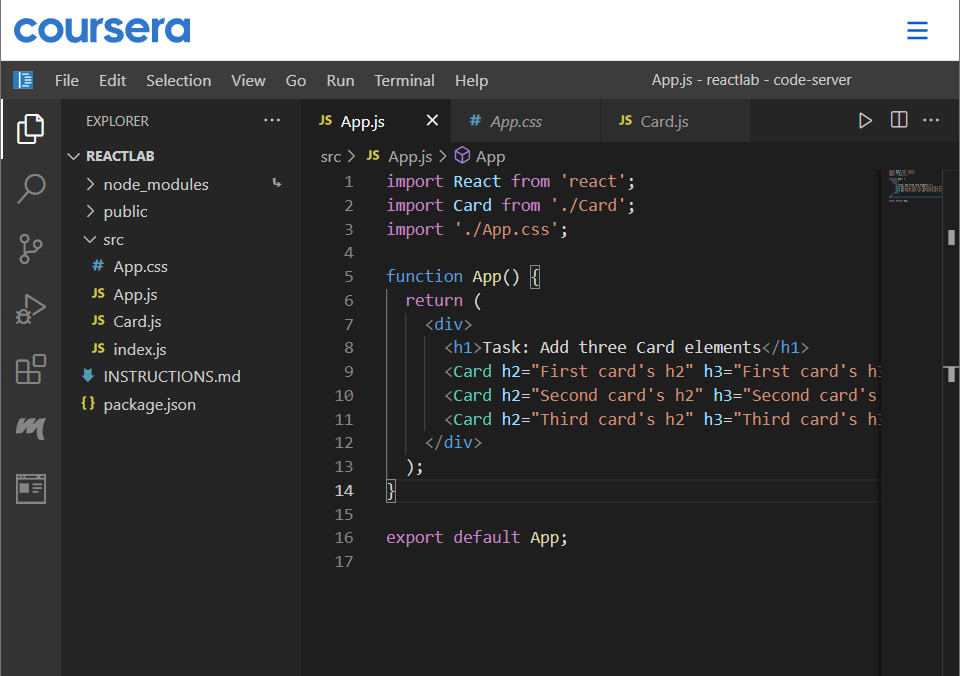 coursera
File Edit Selection View Go Run Terminal Help App.js - reactlab - code-server
EXPLORER ...
JS App.js # App.css JS Card.js ...
REACTLAB
node_modules
public
src
# App.css
JS App.js
JS Card.js
JS index.js
INSTRUCTIONS.md
{} package.json
src > JS App.js > App
1 import React from 'react';
2 import Card from './Card';
3 import './App.css';
4
5 function App() {
6 return (
7 <div>
8 <h1>Task: Add three Card elements</h1>
9 <Card h2="First card's h2" h3="First card's h
10 <Card h2="Second card's h2" h3="Second card's
11 <Card h2="Third card's h2" h3="Third card's h
12 </div>
13 );
14 }
15
16 export default App;
17